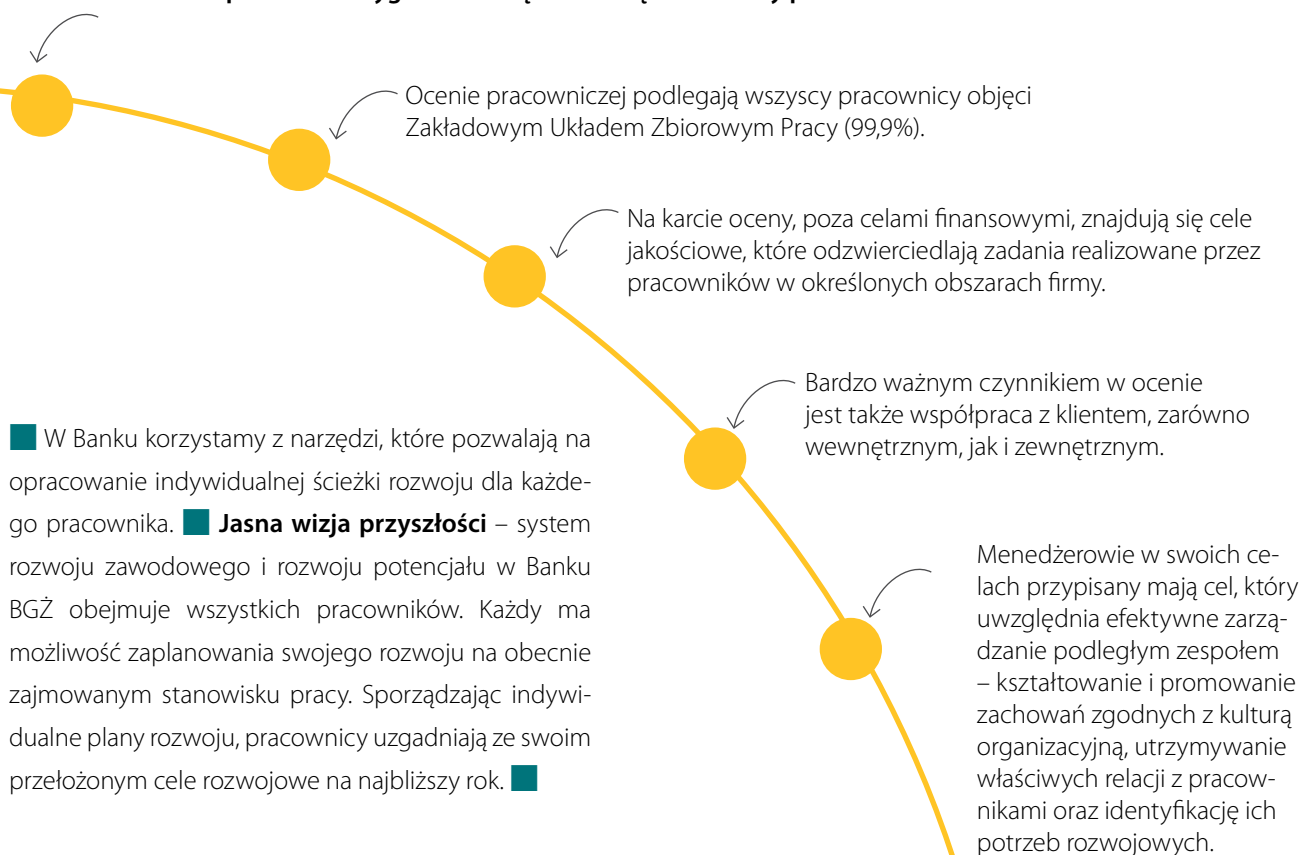 Ocenie pracowniczej podlegają wszyscy pracownicy objęci
Zakładowym Układem Zbiorowym Pracy (99,9%).
Na karcie oceny, poza celami finansowymi, znajdują się cele
jakościowe, które odzwierciedlają zadania realizowane przez
pracowników w określonych obszarach firmy.
Bardzo ważnym czynnikiem w ocenie
jest także współpraca z klientem, zarówno
wewnętrznym, jak i zewnętrznym.
W Banku korzystamy z narzędzi, które pozwalają na
opracowanie indywidualnej ścieżki rozwoju dla każde-
go pracownika. Jasna wizja przyszłości – system
rozwoju zawodowego i rozwoju potencjału w Banku
BGŻ obejmuje wszystkich pracowników. Każdy ma
możliwość zaplanowania swojego rozwoju na obecnie
zajmowanym stanowisku pracy. Sporządzając indywi-
dualne plany rozwoju, pracownicy uzgadniają ze swoim
przełożonym cele rozwojowe na najbliższy rok.
Menedżerowie w swoich ce-
lach przypisany mają cel, który
uwzględnia efektywne zarzą-
dzanie podległym zespołem
– kształtowanie i promowanie
zachowań zgodnych z kulturą
organizacyjną, utrzymywanie
właściwych relacji z pracow-
nikami oraz identyfikację ich
potrzeb rozwojowych.